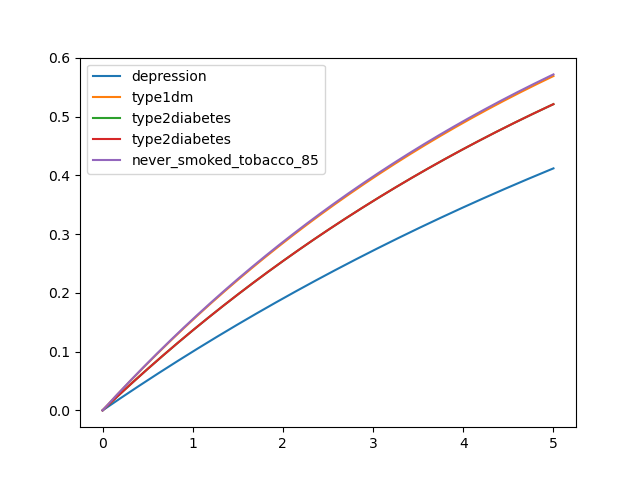 0.6
0.5
0.4
0.3
0.2
0.1
0.0
depression
type1dm
type2diabetes
type2diabetes
never_smoked_tobacco_85
0 1 2 3 4 5